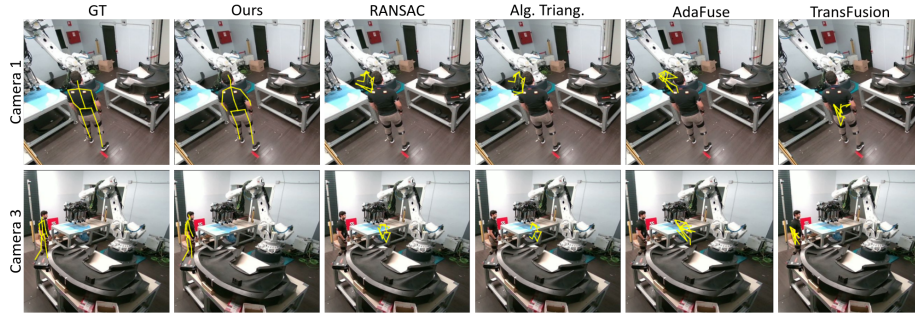 GT Ours RANSAC Alg. Triang. AdaFuse TransFusion
Camera 1
Camera 3